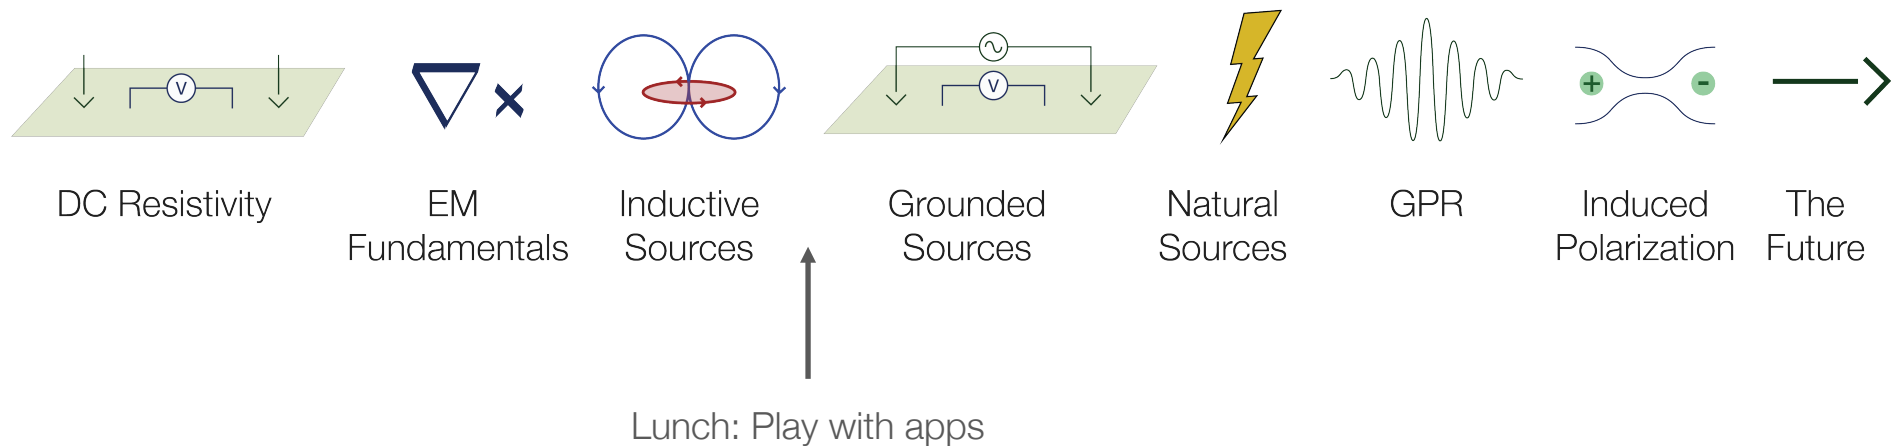 V
V
+
-
DC Resistivity
EM
Fundamentals
Inductive
Sources
Grounded
Sources
Natural
Sources
GPR
Induced
Polarization
The
Future
Lunch: Play with apps